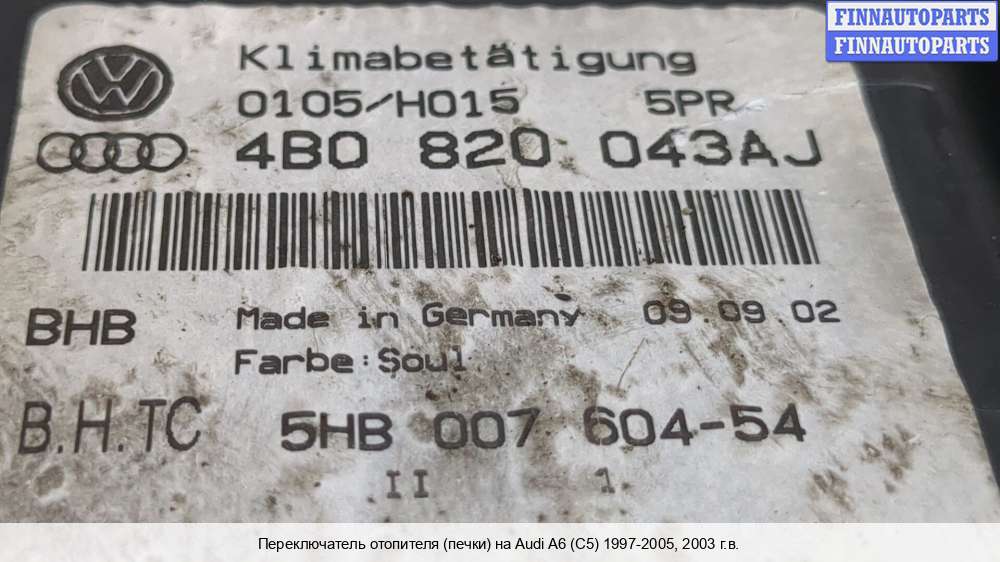 FINNAUTOPARTS
FINNAUTOPARTS
Klimabetätigung
0105/H015 5PR
4B0 820 043AJ
BHB
Made in Germany 09.09.02
Farbe:Soul
B.H.TC
5HB 007 604-54
II 1
Переключатель отопителя (печки) на Audi A6 (C5) 1997-2005, 2003 г.в.